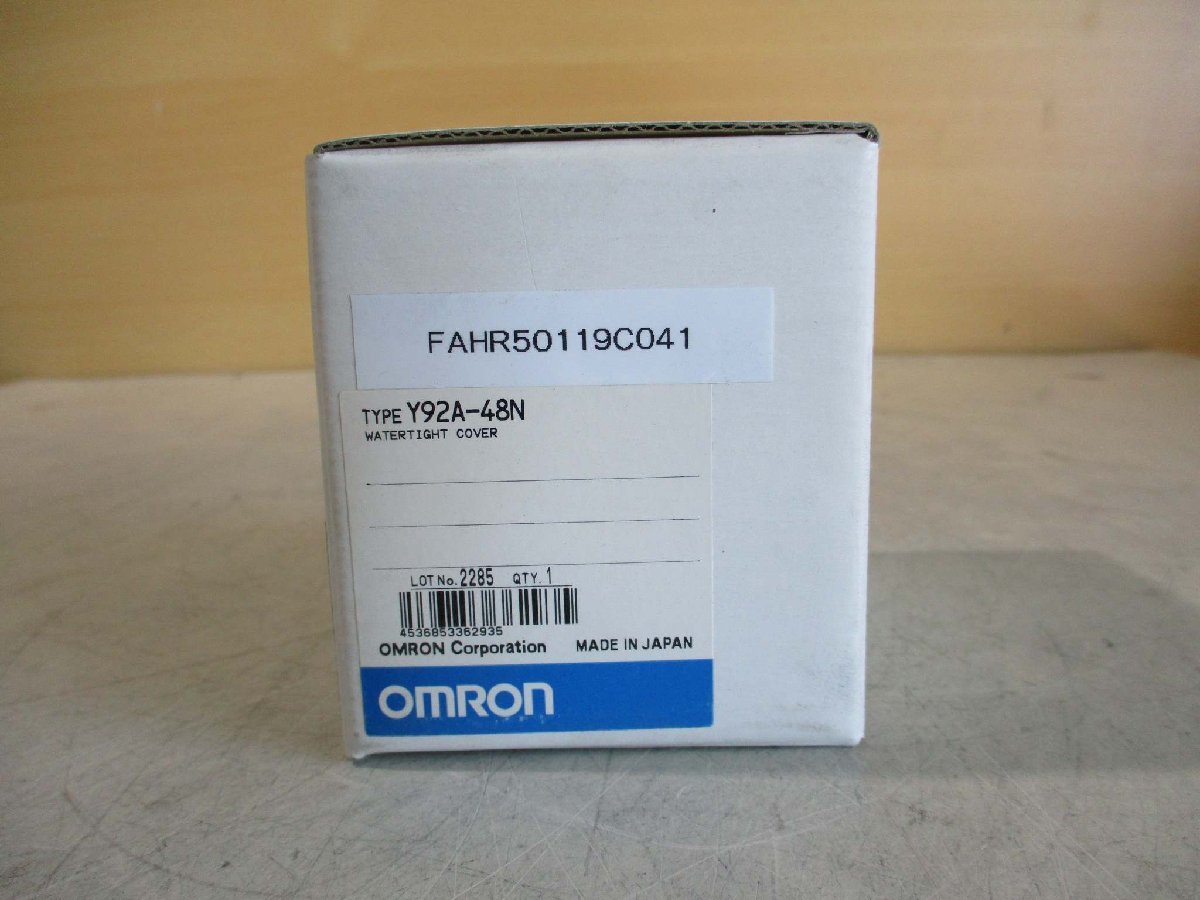 FAHR50119C041
TYPE Y92A-48N
WATERTIGHT COVER
LOT No. 2285 QTY. 1
4536853362935
OMRON Corporation MADE IN JAPAN
OMRON